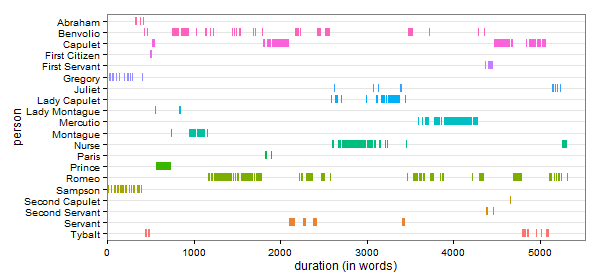 Abraham
Benvolio
Capulet
First Citizen
First Servant
Gregory
Juliet
Lady Capulet
Lady Montague
Mercutio
Montague
Nurse
Paris
Prince
Romeo
Sampson
Second Capulet
Second Servant
Servant
Tybalt
person
0 1000 2000 3000 4000 5000
duration (in words)